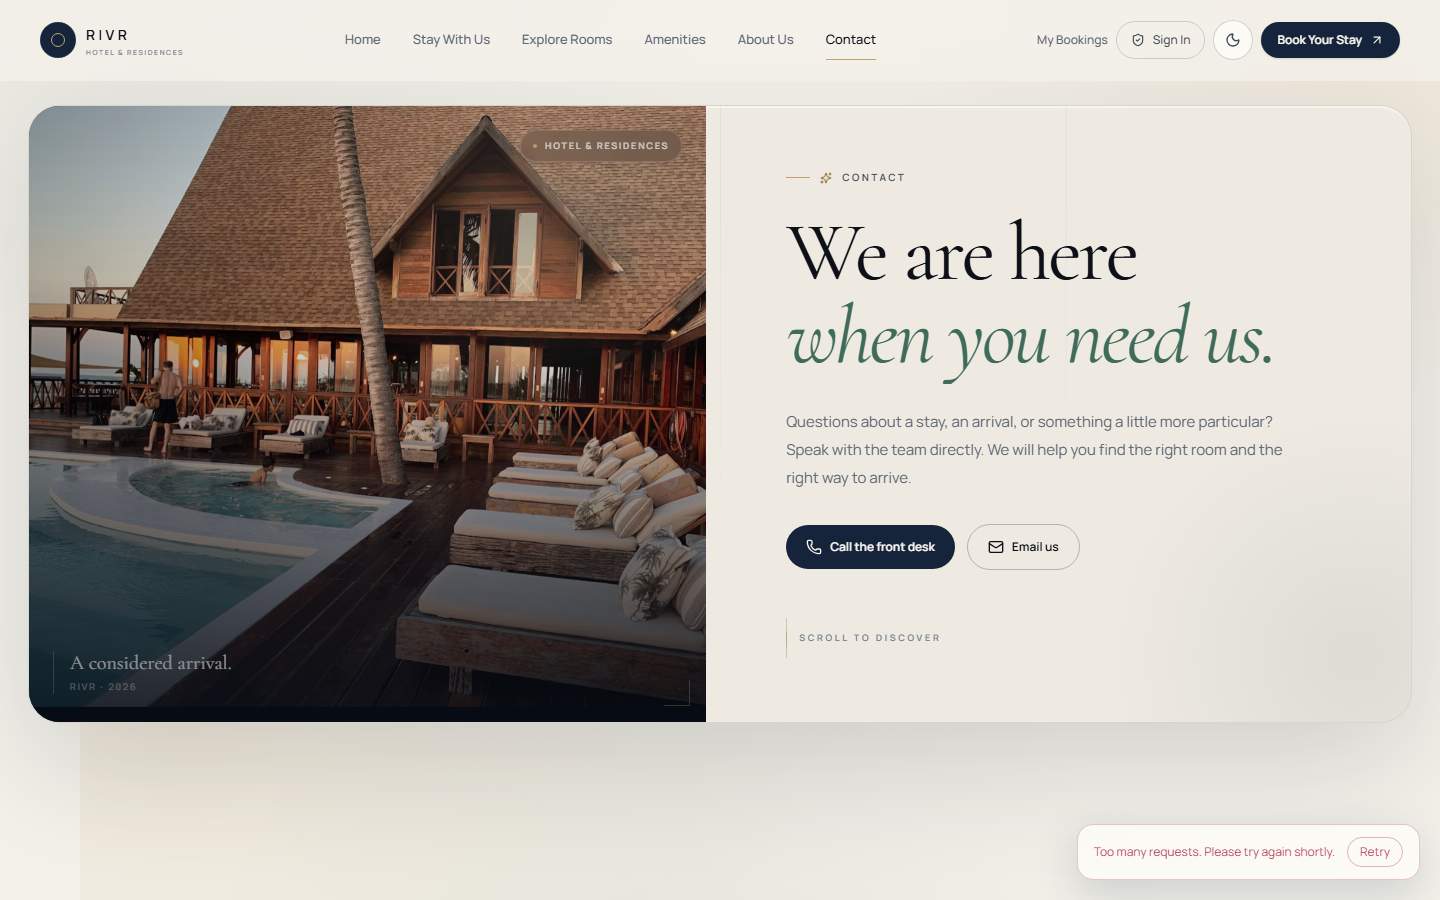 RIVR
HOTEL & RESIDENCES
Home
Stay With Us
Explore Rooms
Amenities
About Us
Contact
My Bookings
Sign In
Book Your Stay
HOTEL & RESIDENCES
A considered arrival.
RIVR - 2026
CONTACT
We are here
when you need us.
Questions about a stay, an arrival, or something a little more particular?
Speak with the team directly. We will help you find the right room and the
right way to arrive.
Call the front desk
Email us
SCROLL TO DISCOVER
Too many requests. Please try again shortly.
Retry